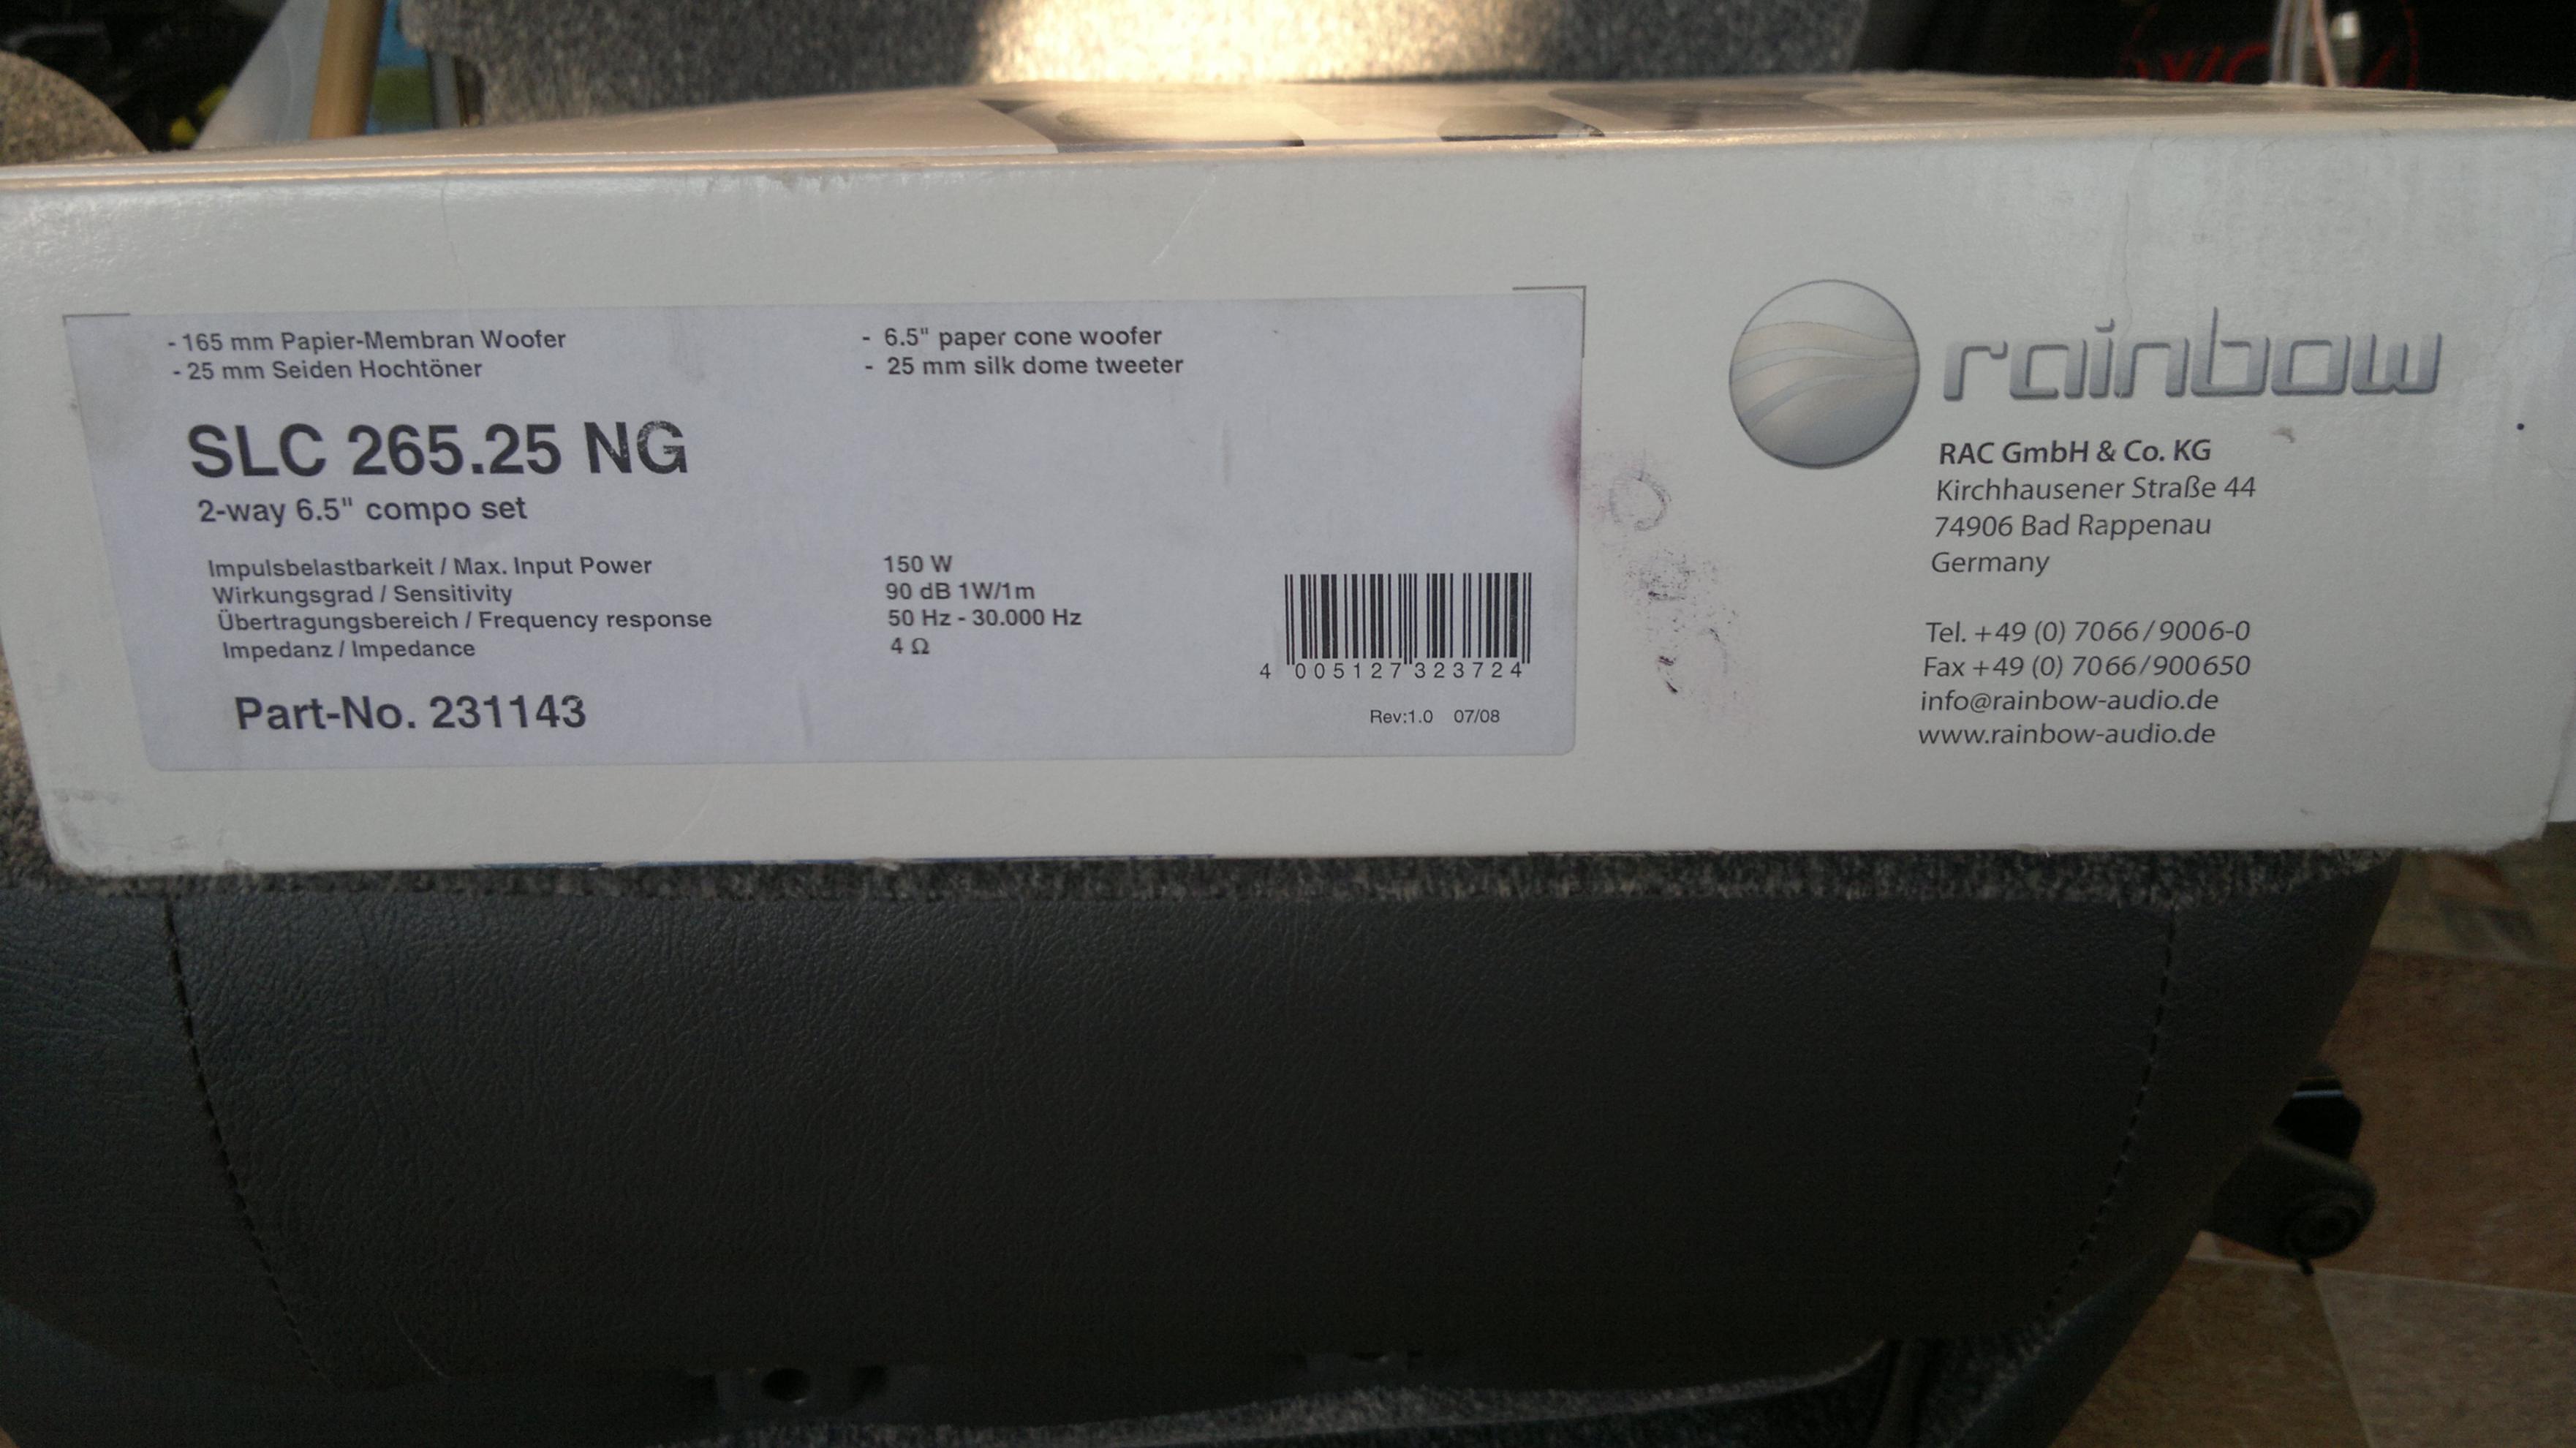 - 165 mm Papier-Membran Woofer
- 25 mm Seiden Hochtöner
- 6.5" paper cone woofer
- 25 mm silk dome tweeter
SLC 265.25 NG
2-way 6.5" compo set
Impulsbelastbarkeit / Max. Input Power 150 W
Wirkungsgrad / Sensitivity 90 dB 1W/1m
Übertragungsbereich / Frequency response 50 Hz - 30.000 Hz
Impedanz / Impedance 4 Ω
Part-No. 231143
4 005127 323724
Rev:1.0 07/08
rainbow
RAC GmbH & Co. KG
Kirchhausener Straße 44
74906 Bad Rappenau
Germany
Tel. +49 (0) 7066/9006-0
Fax +49 (0) 7066/900650
info@rainbow-audio.de
www.rainbow-audio.de